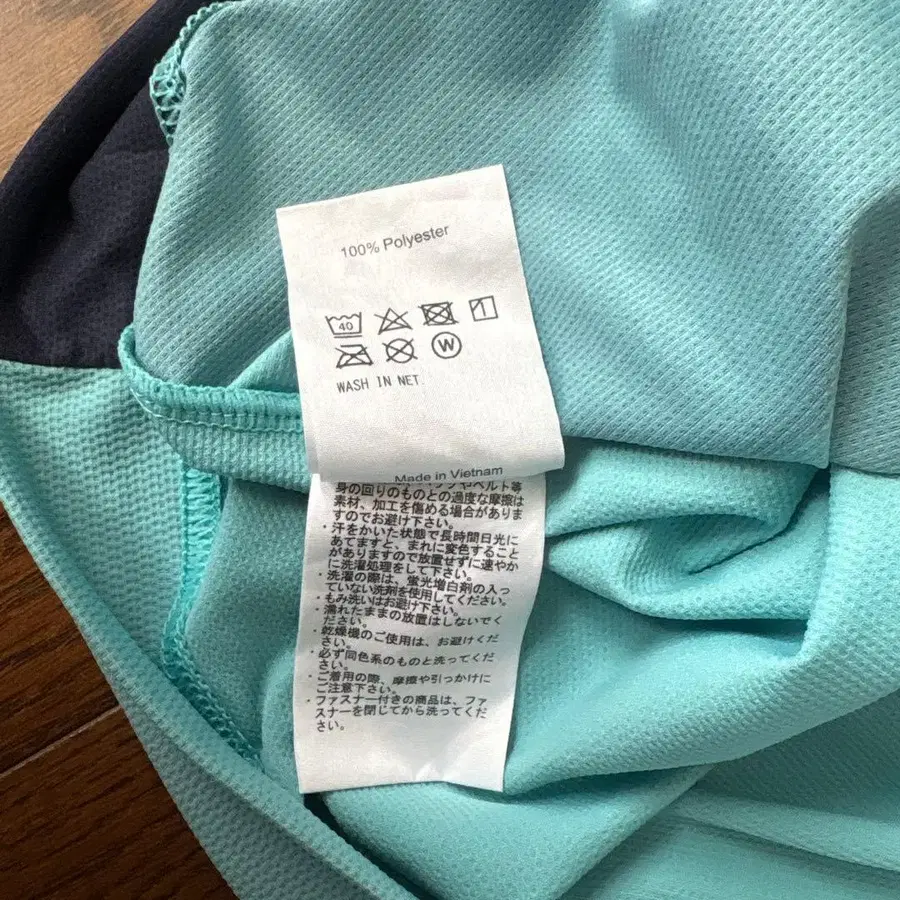 100% Polyester
40
W
WASH IN NET.
Made in Vietnam
身の回りのものとの過度な摩擦は
素材、加工を傷める場合がありま
すのでお避け下さい。
・汗をかいた状態で長時間日光に
あてますと、まれに変色すること
がありますので放置せずに速やか
に洗濯処理をして下さい。
・洗濯の際は、蛍光増白剤の入っ
ていない洗剤を使用してください。
・もみ洗いはお避け下さい。
・濡れたままの放置はしないでく
ださい。
・乾燥機のご使用は、お避けくだ
さい。
・必ず同色系のものと洗ってくだ
さい。
・ご着用の際、摩擦や引っかけに
ご注意下さい。
・ファスナー付きの商品は、ファ
スナーを閉じてから洗ってくだ
さい。